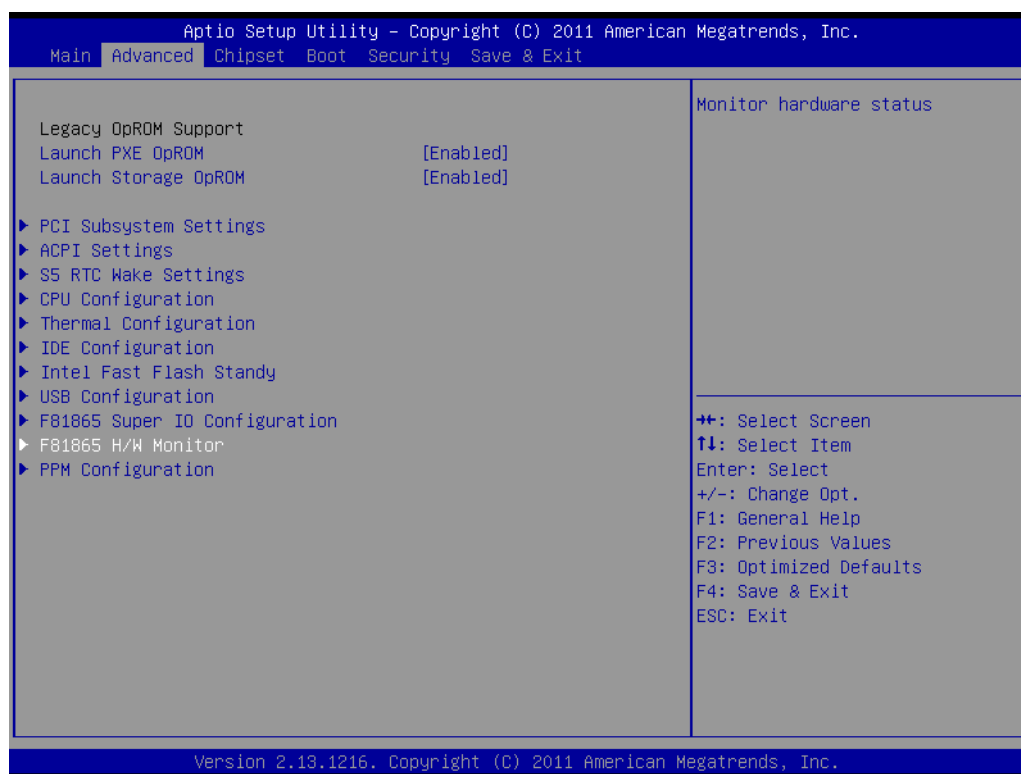 Aptio Setup Utility – Copyright (C) 2011 American Megatrends, Inc.
Main Advanced Chipset Boot Security Save & Exit
Monitor hardware status
Legacy OpROM Support
Launch PXE OpROM [Enabled]
Launch Storage OpROM [Enabled]
▶ PCI Subsystem Settings
▶ ACPI Settings
▶ S5 RTC Wake Settings
▶ CPU Configuration
▶ Thermal Configuration
▶ IDE Configuration
▶ Intel Fast Flash Standy
▶ USB Configuration
▶ F81865 Super IO Configuration
▶ F81865 H/W Monitor
▶ PPM Configuration
→←: Select Screen
↑↓: Select Item
Enter: Select
+/-: Change Opt.
F1: General Help
F2: Previous Values
F3: Optimized Defaults
F4: Save & Exit
ESC: Exit
Version 2.13.1216. Copyright (C) 2011 American Megatrends, Inc.